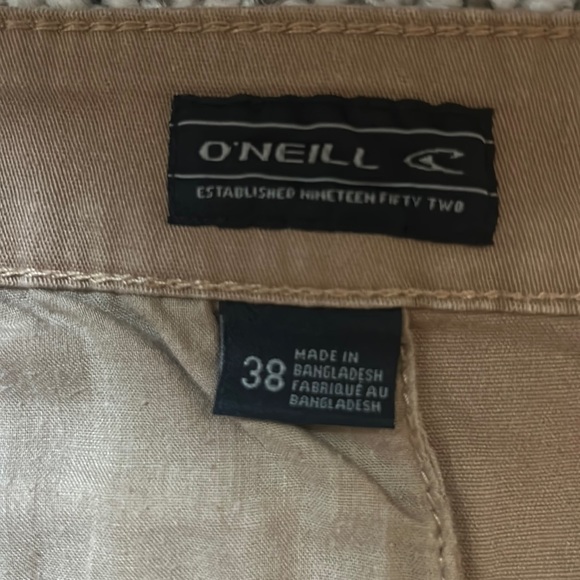 O'NEILL
ESTABLISHED NINETEEN FIFTY TWO
38
MADE IN
BANGLADESH
FABRIQUÉ AU
BANGLADESH